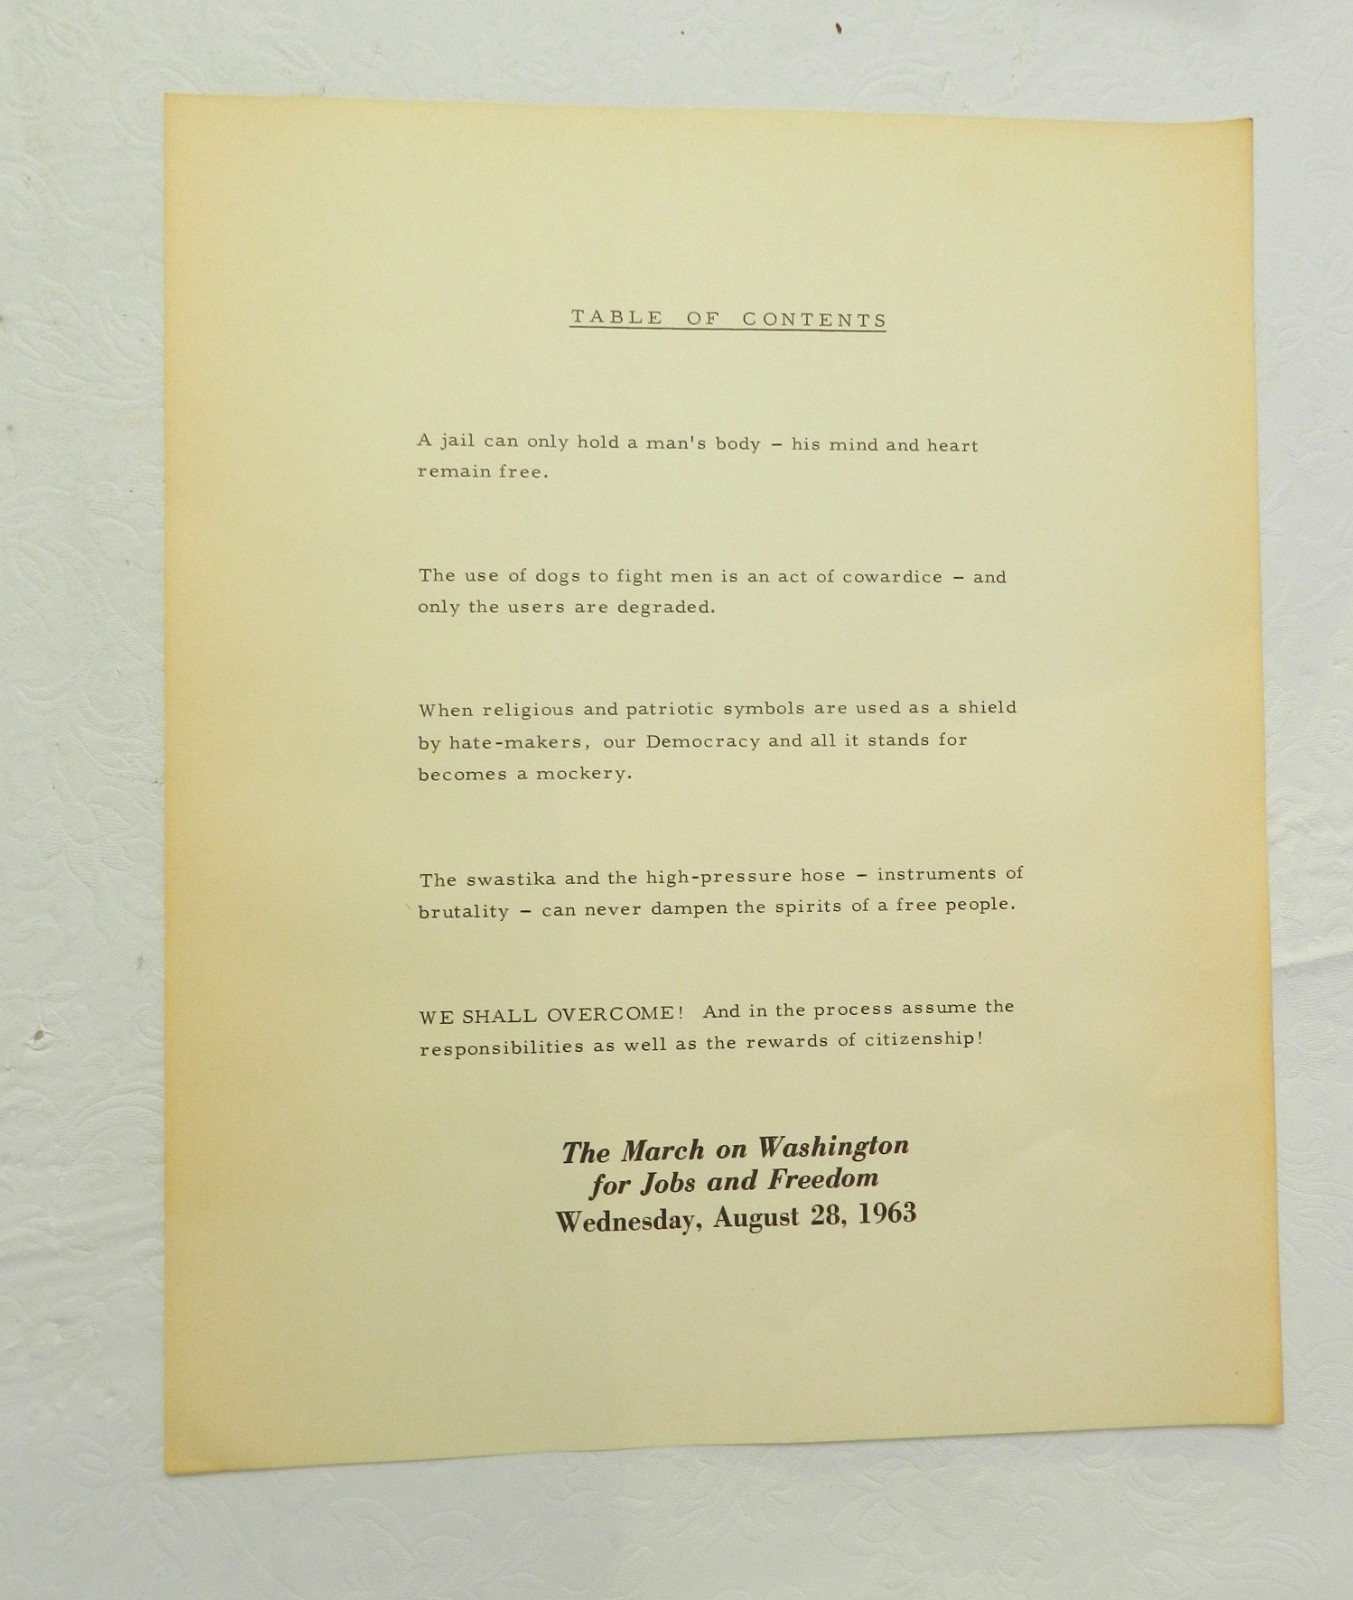 TABLE OF CONTENTS
A jail can only hold a man's body – his mind and heart
remain free.
The use of dogs to fight men is an act of cowardice – and
only the users are degraded.
When religious and patriotic symbols are used as a shield
by hate-makers, our Democracy and all it stands for
becomes a mockery.
The swastika and the high-pressure hose – instruments of
brutality – can never dampen the spirits of a free people.
WE SHALL OVERCOME! And in the process assume the
responsibilities as well as the rewards of citizenship!
The March on Washington
for Jobs and Freedom
Wednesday, August 28, 1963